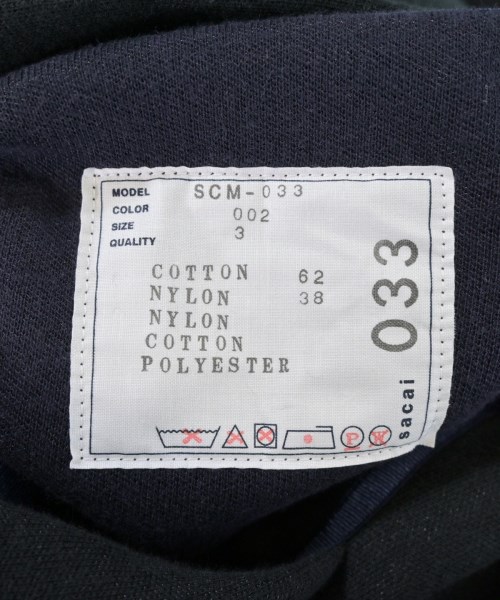 MODEL SCM-033
COLOR 002
SIZE 3
QUALITY
COTTON 62
NYLON 38
NYLON
COTTON
POLYESTER
P W
sacai 033